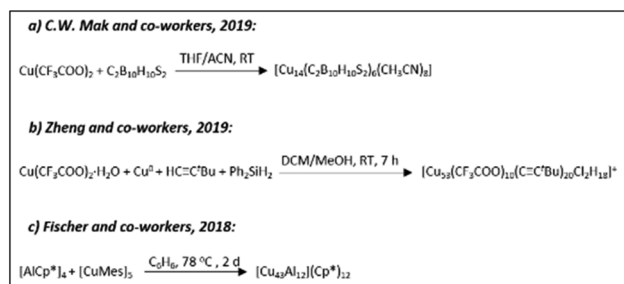 a) C.W. Mak and co-workers, 2019:
THF/ACN, RT
Cu(CF₃COO)₂ + C₂B₁₀H₁₀S₂ → [Cu₁₄(C₂B₁₀H₁₀S₂)₆(CH₃CN)₈]
b) Zheng and co-workers, 2019:
DCM/MeOH, RT, 7 h
Cu(CF₃COO)₂·H₂O + Cu⁰ + HC≡CᵗBu + Ph₂SiH₂ → [Cu₅₃(CF₃COO)₁₀(C≡CᵗBu)₂₀Cl₂H₁₈]⁺
c) Fischer and co-workers, 2018:
C₆H₆, 78 °C, 2 d
[AlCp*]₄ + [CuMes]₅ → [Cu₄₃Al₁₂](Cp*)₁₂